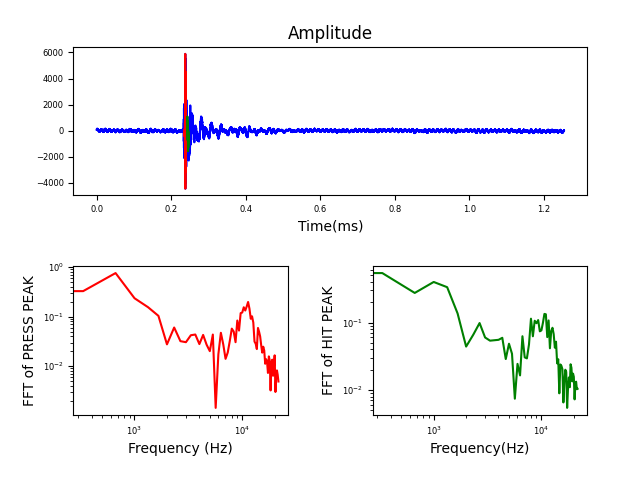 Amplitude
6000
4000
2000
0
−2000
−4000
0.0 0.2 0.4 0.6 0.8 1.0 1.2
Time(ms)
FFT of PRESS PEAK
10⁰
10⁻¹
10⁻²
10³ 10⁴
Frequency (Hz)
FFT of HIT PEAK
10⁻¹
10⁻²
10³ 10⁴
Frequency(Hz)